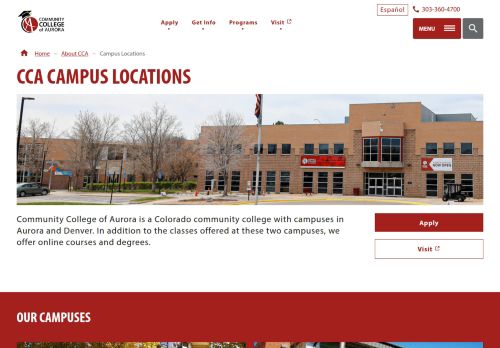 Español
303-360-4700
COMMUNITY
COLLEGE
of AURORA
Apply
Get Info
Programs
Visit
MENU
Home
About CCA
Campus Locations
CCA CAMPUS LOCATIONS
NOW OPEN
Community College of Aurora is a Colorado community college with campuses in
Aurora and Denver. In addition to the classes offered at these two campuses, we
offer online courses and degrees.
Apply
Visit
OUR CAMPUSES